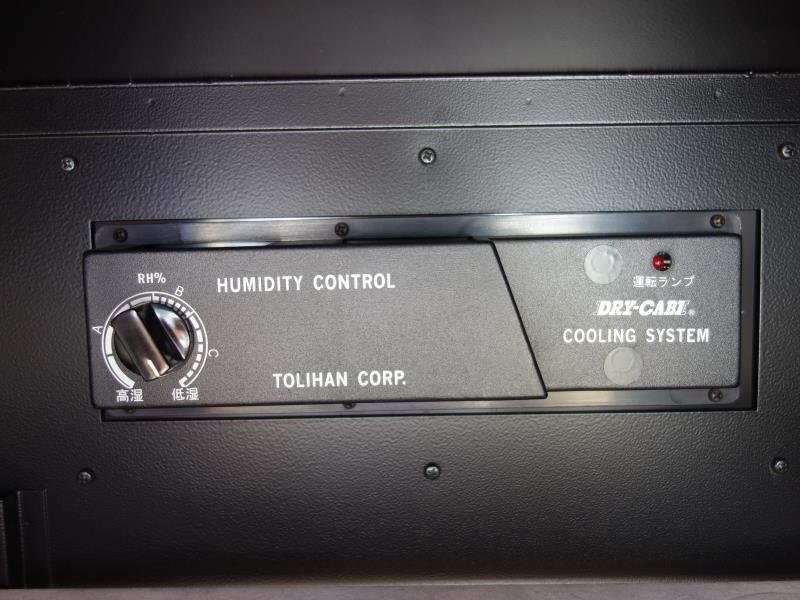 RH%
A
B
C
高湿
低湿
HUMIDITY CONTROL
TOLIHAN CORP.
運転ランプ
DRY-CABI®
COOLING SYSTEM